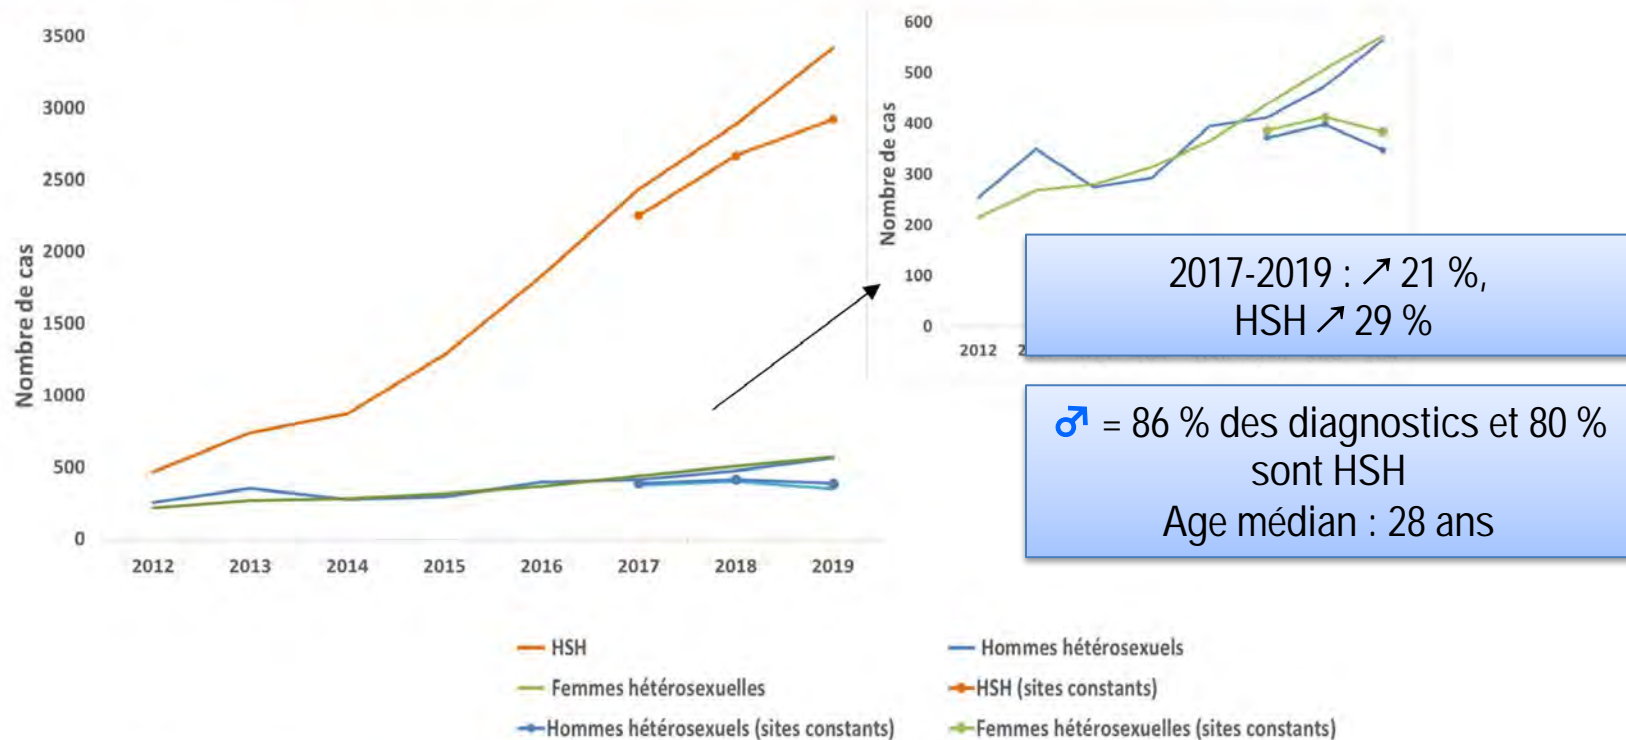 Nombre de cas
3500
3000
2500
2000
1500
1000
500
0
2012 2013 2014 2015 2016 2017 2018 2019
Nombre de cas
600
500
400
300
200
100
0
2012
2017-2019 : ↗ 21 %,
HSH ↗ 29 %
♂ = 86 % des diagnostics et 80 %
sont HSH
Age médian : 28 ans
HSH
Hommes hétérosexuels
Femmes hétérosexuelles
HSH (sites constants)
Hommes hétérosexuels (sites constants)
Femmes hétérosexuelles (sites constants)